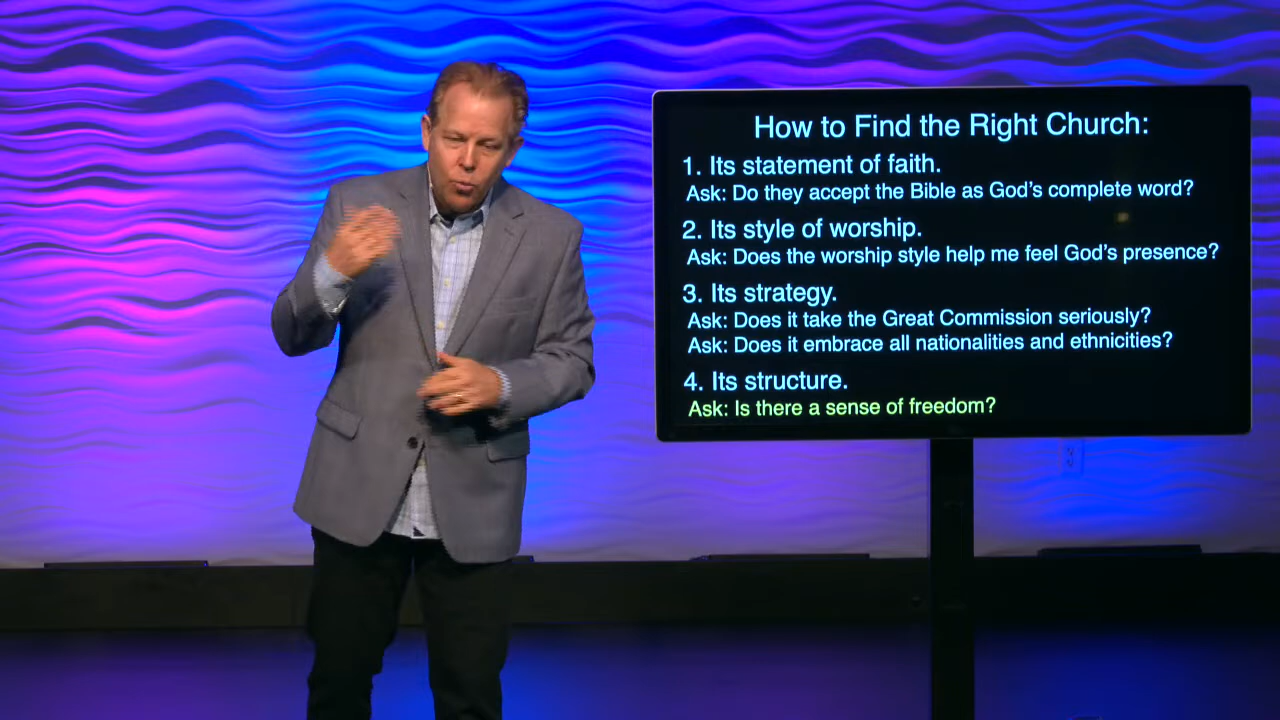 How to Find the Right Church:
1. Its statement of faith.
Ask: Do they accept the Bible as God's complete word?
2. Its style of worship.
Ask: Does the worship style help me feel God's presence?
3. Its strategy.
Ask: Does it take the Great Commission seriously?
Ask: Does it embrace all nationalities and ethnicities?
4. Its structure.
Ask: Is there a sense of freedom?